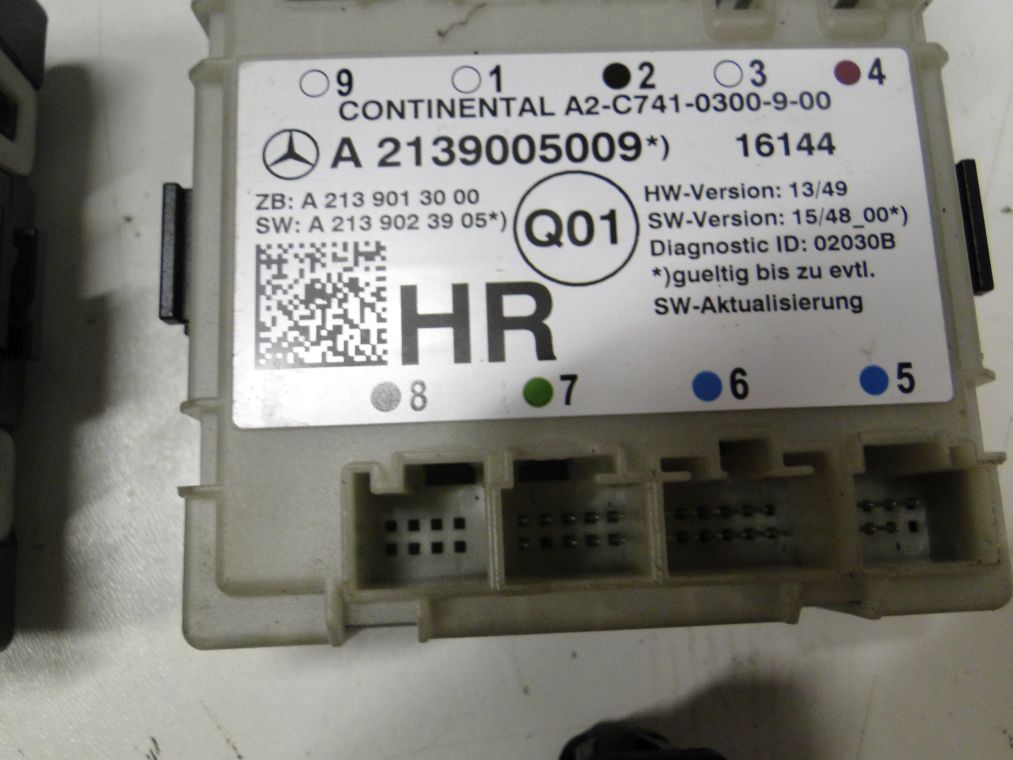 9 1 2 3 4
CONTINENTAL A2-C741-0300-9-00
A 2139005009*) 16144
ZB: A 213 901 30 00
SW: A 213 902 39 05*)
Q01
HW-Version: 13/49
SW-Version: 15/48_00*)
Diagnostic ID: 02030B
*)gueltig bis zu evtl.
SW-Aktualisierung
HR
8 7 6 5